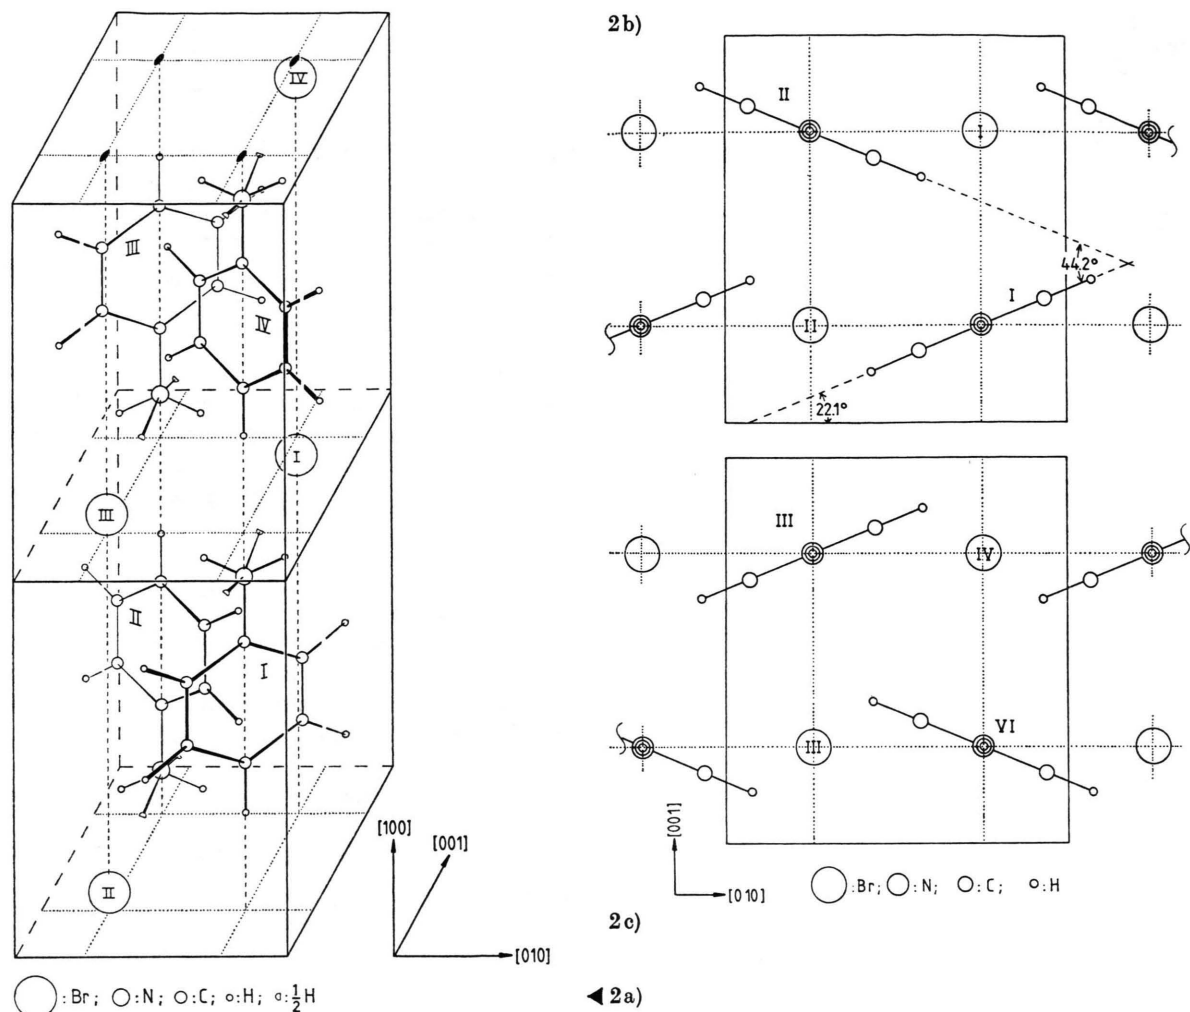 IV
III
IV
I
III
II
I
II
[100]
[001]
[010]
:Br; :N; :C; :H; :½H
◀ 2a)
2b)
II
I
44.2°
I
II
22.1°
III
IV
III
VI
[001]
[010]
:Br; :N; :C; :H
2c)